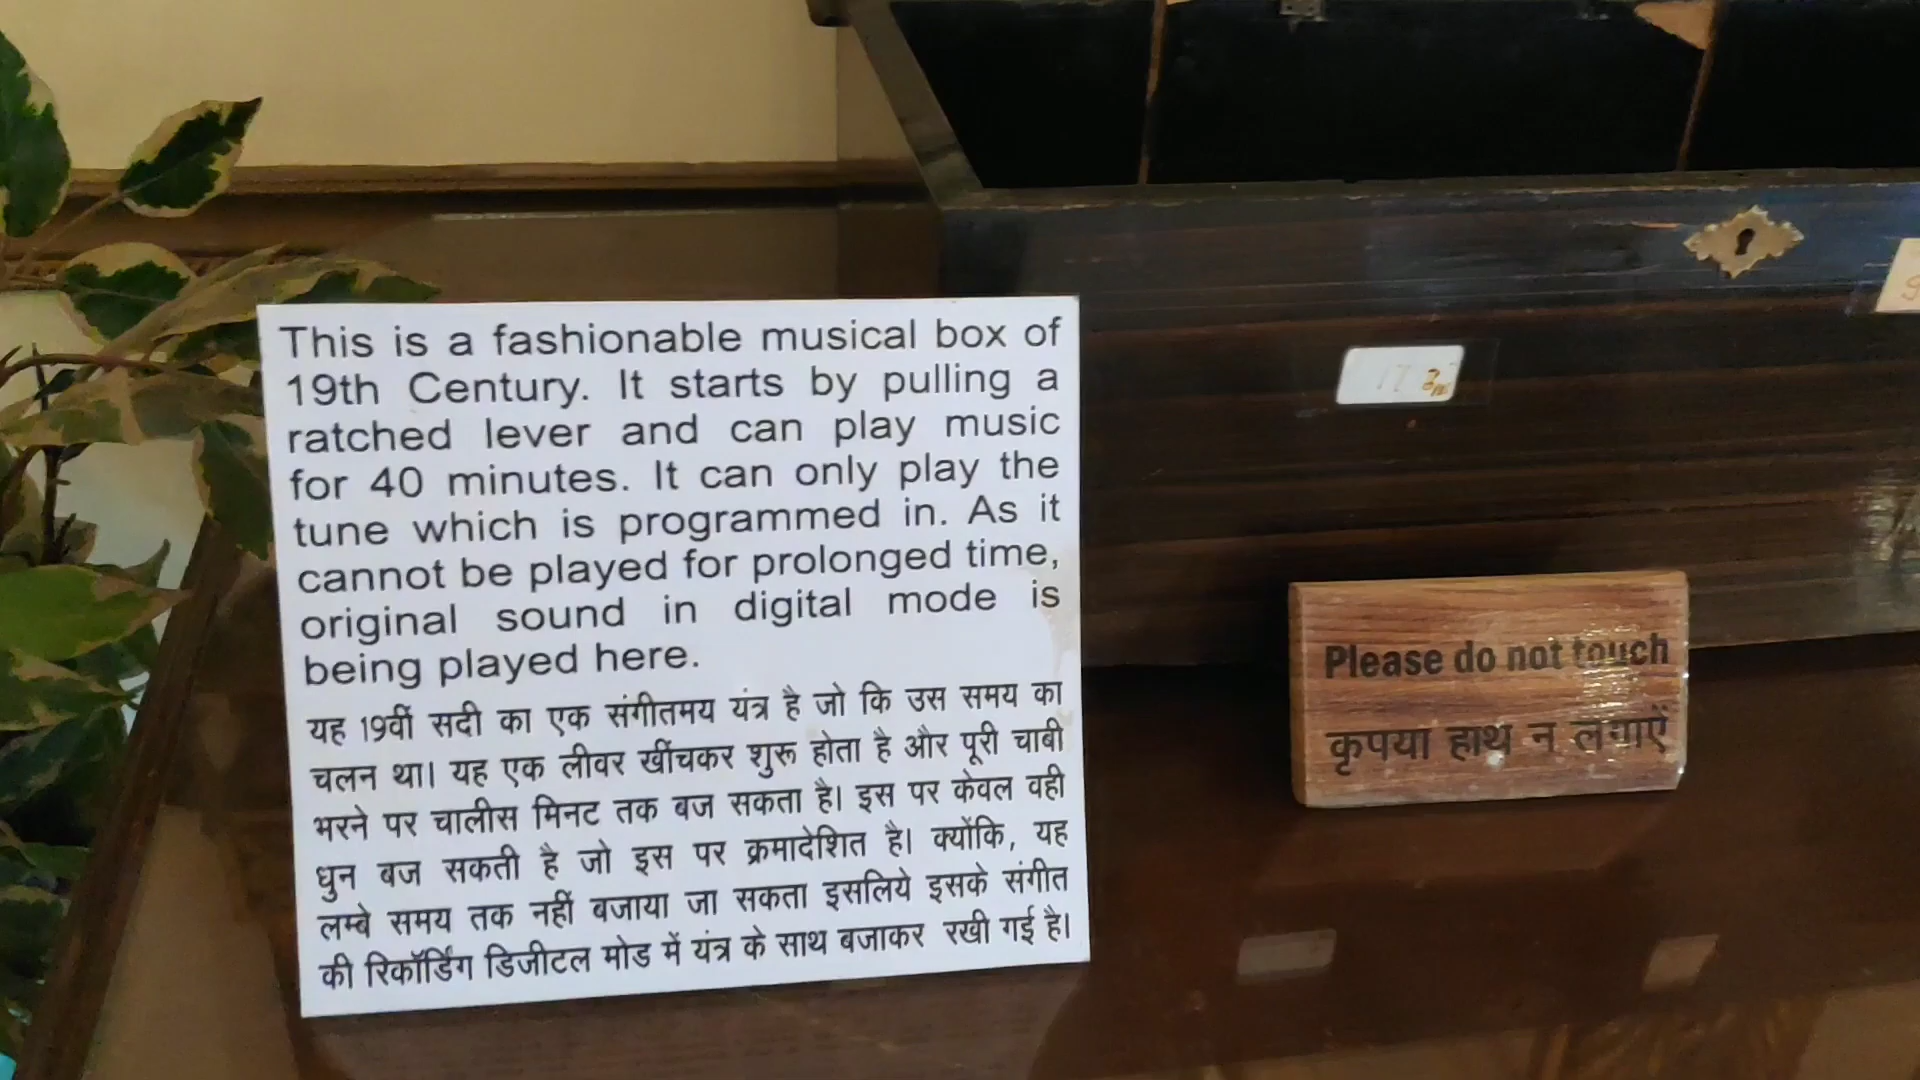 This is a fashionable musical box of
19th Century. It starts by pulling a
ratched lever and can play music
for 40 minutes. It can only play the
tune which is programmed in. As it
cannot be played for prolonged time,
original sound in digital mode is
being played here.
यह 19वीं सदी का एक संगीतमय यंत्र है जो कि उस समय का
चलन था। यह एक लीवर खींचकर शुरू होता है और पूरी चाबी
भरने पर चालीस मिनट तक बज सकता है। इस पर केवल वही
धुन बज सकती है जो इस पर क्रमादेशित है। क्योंकि, यह
लम्बे समय तक नहीं बजाया जा सकता इसलिये इसके संगीत
की रिकॉर्डिंग डिजीटल मोड में यंत्र के साथ बजाकर रखी गई है।
Please do not touch
कृपया हाथ न लगाऐं